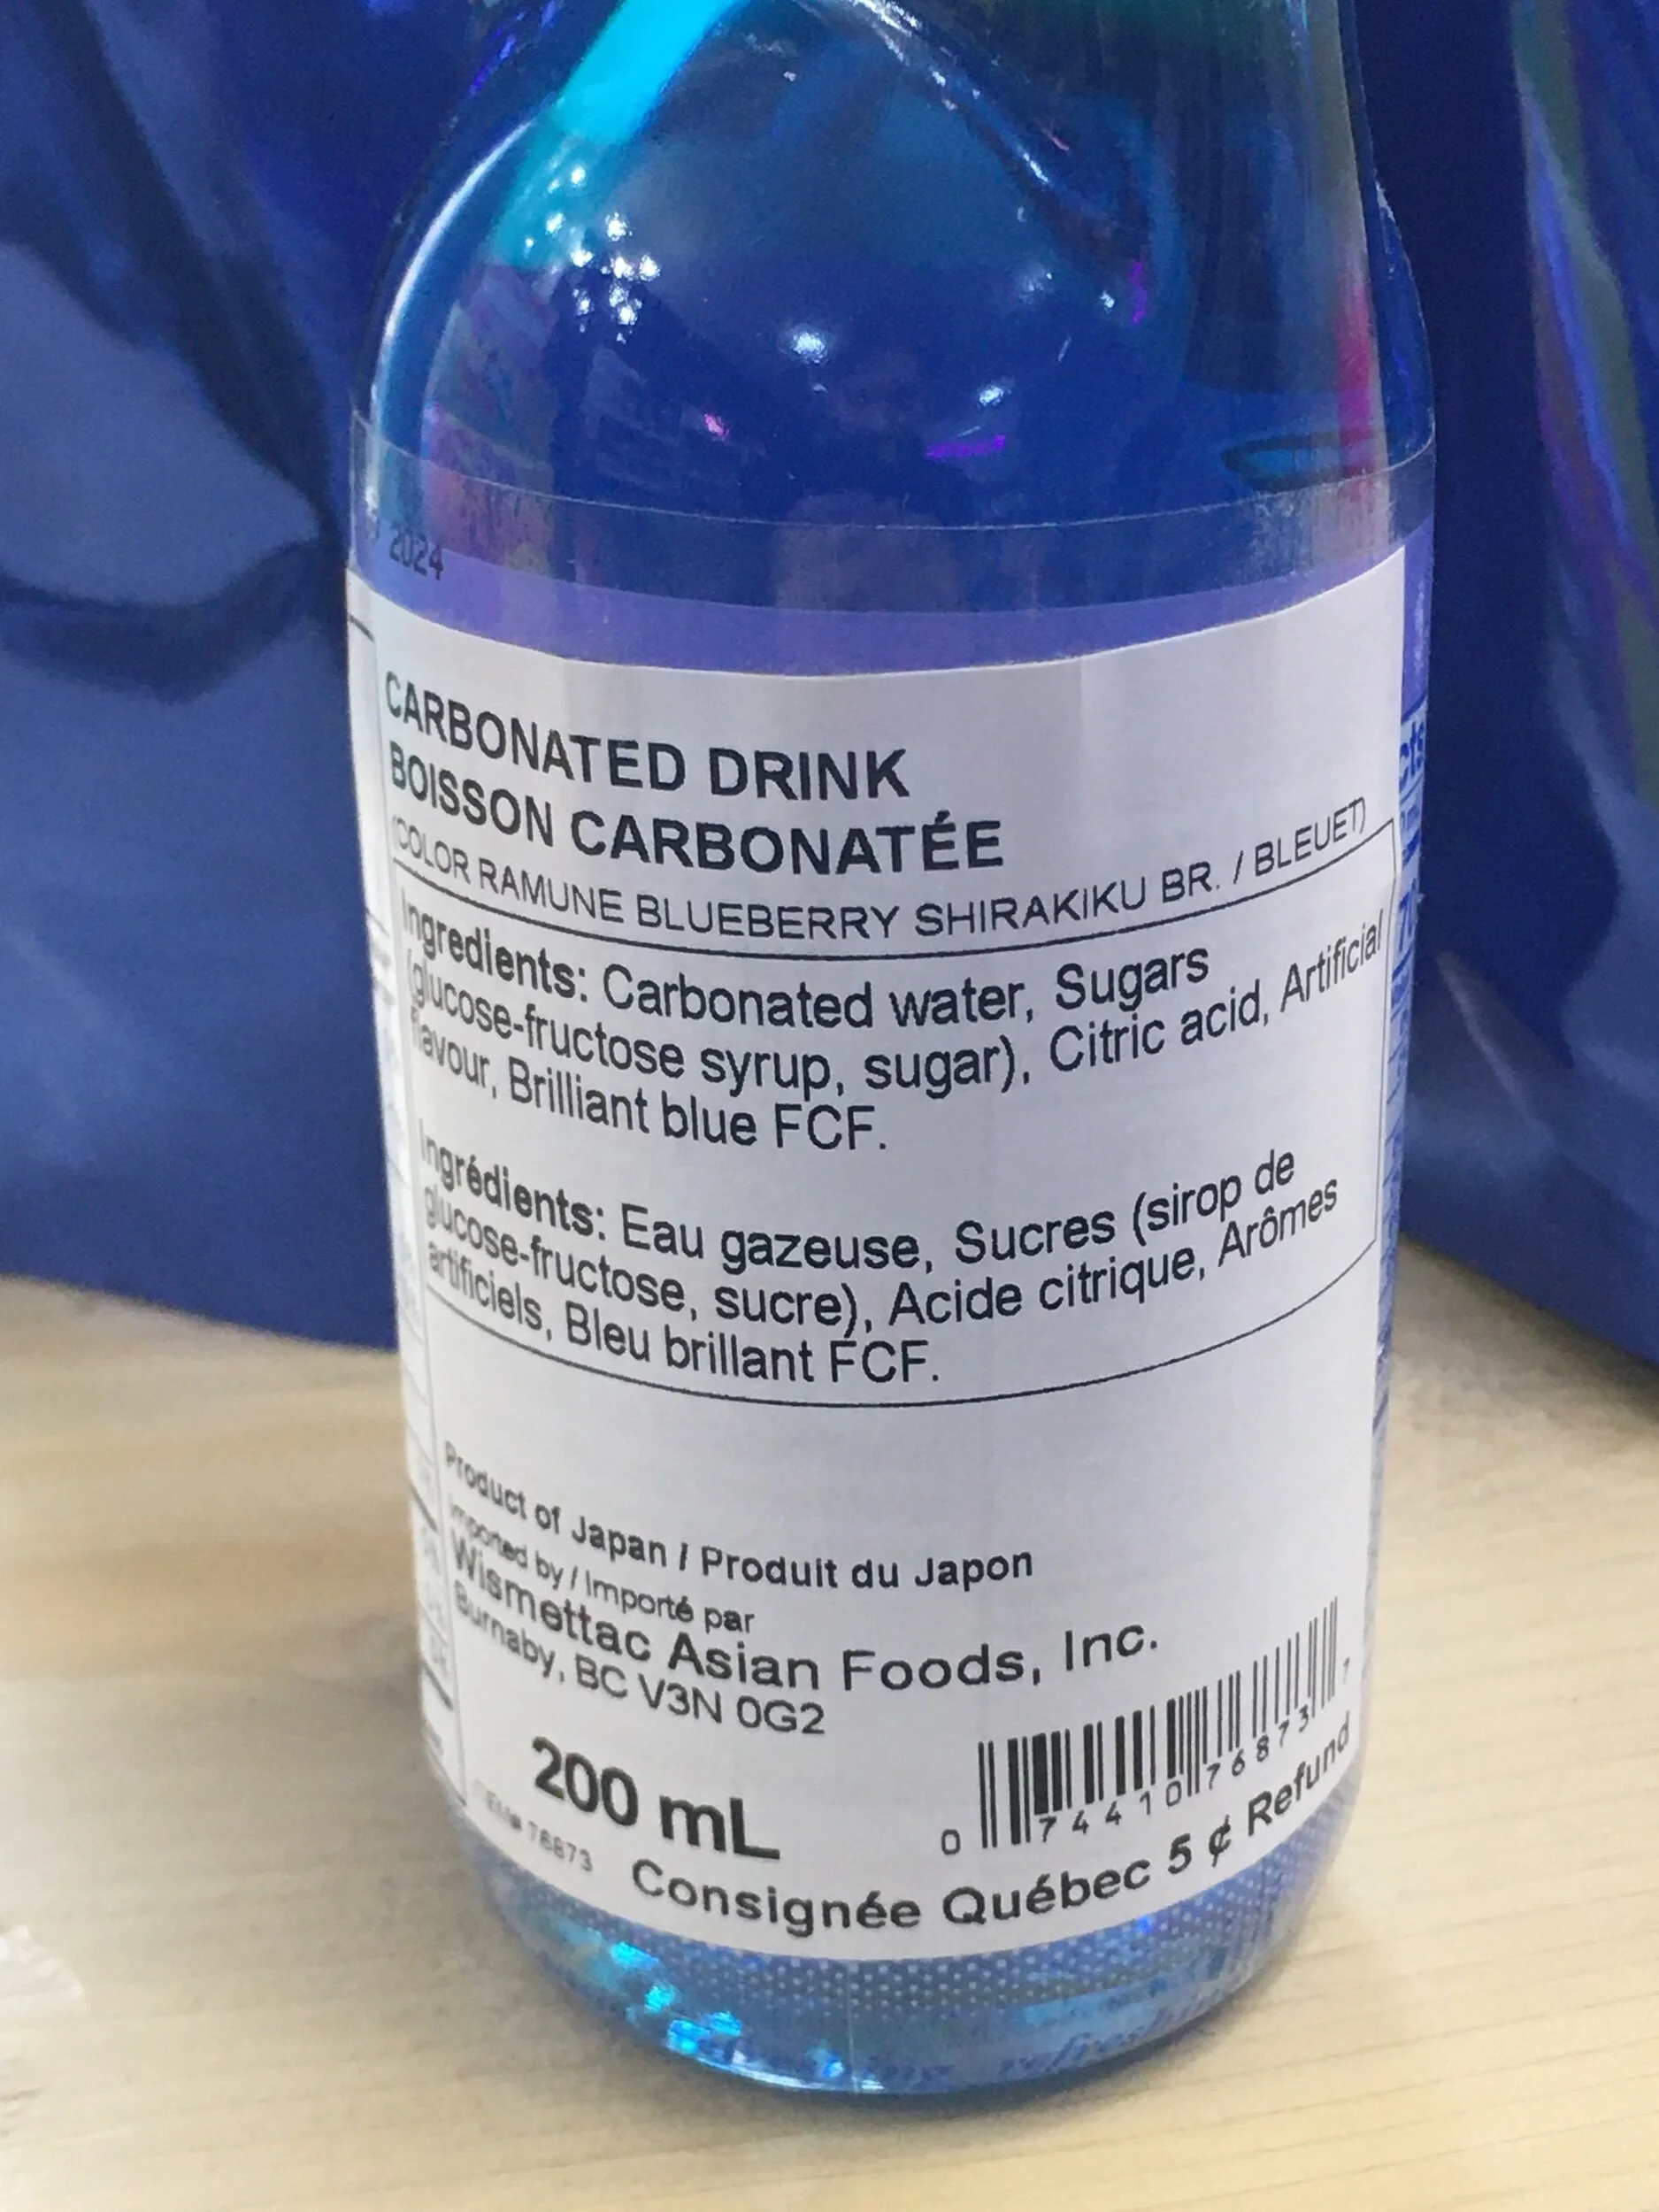 2024
CARBONATED DRINK
BOISSON CARBONATÉE
(COLOR RAMUNE BLUEBERRY SHIRAKIKU BR. / BLEUET)
Ingredients: Carbonated water, Sugars
(glucose-fructose syrup, sugar), Citric acid, Artificial
flavour, Brilliant blue FCF.
Ingrédients: Eau gazeuse, Sucres (sirop de
glucose-fructose, sucre), Acide citrique, Arômes
artificiels, Bleu brillant FCF.
Product of Japan / Produit du Japon
Imported by / Importé par
Wismettac Asian Foods, Inc.
Burnaby, BC V3N 0G2
200 mL
0 74410 76873 7
76873
Consignée Québec 5 ¢ Refund